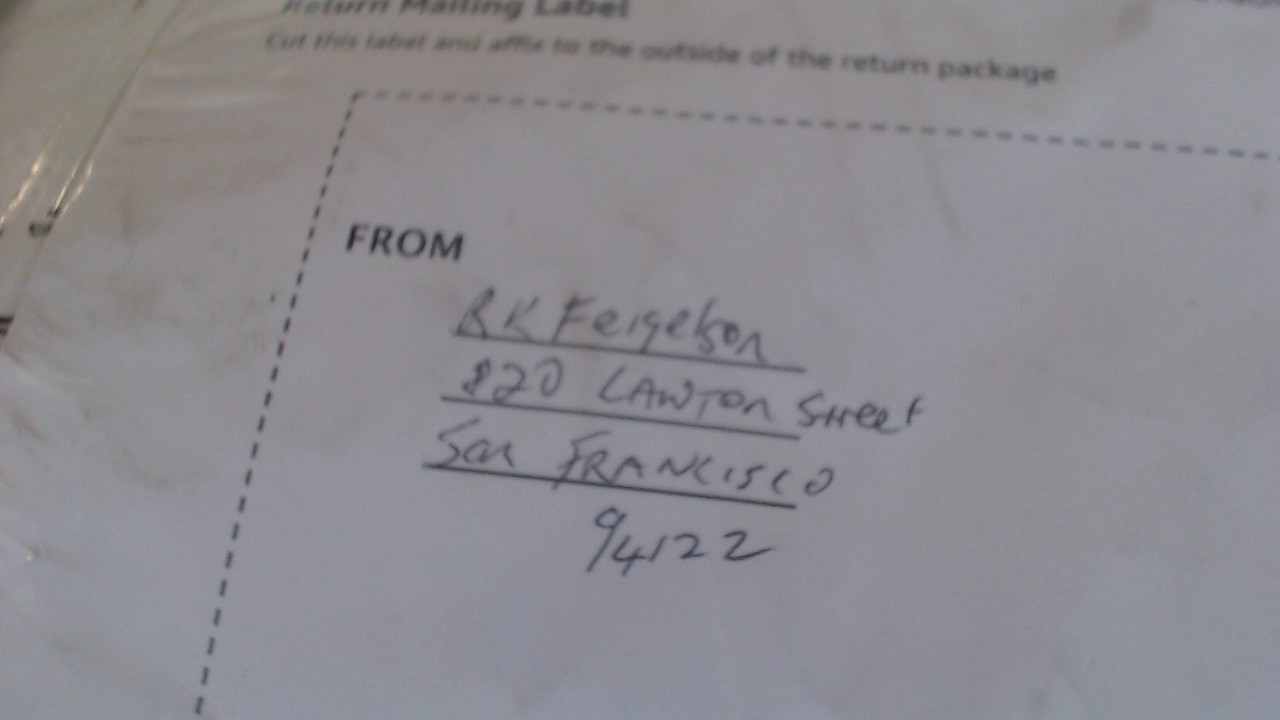 Return Mailing Label
Cut this label and affix to the outside of the return package
FROM
RK Feigelson
820 LAWTON Street
San FRANCISCO
94122